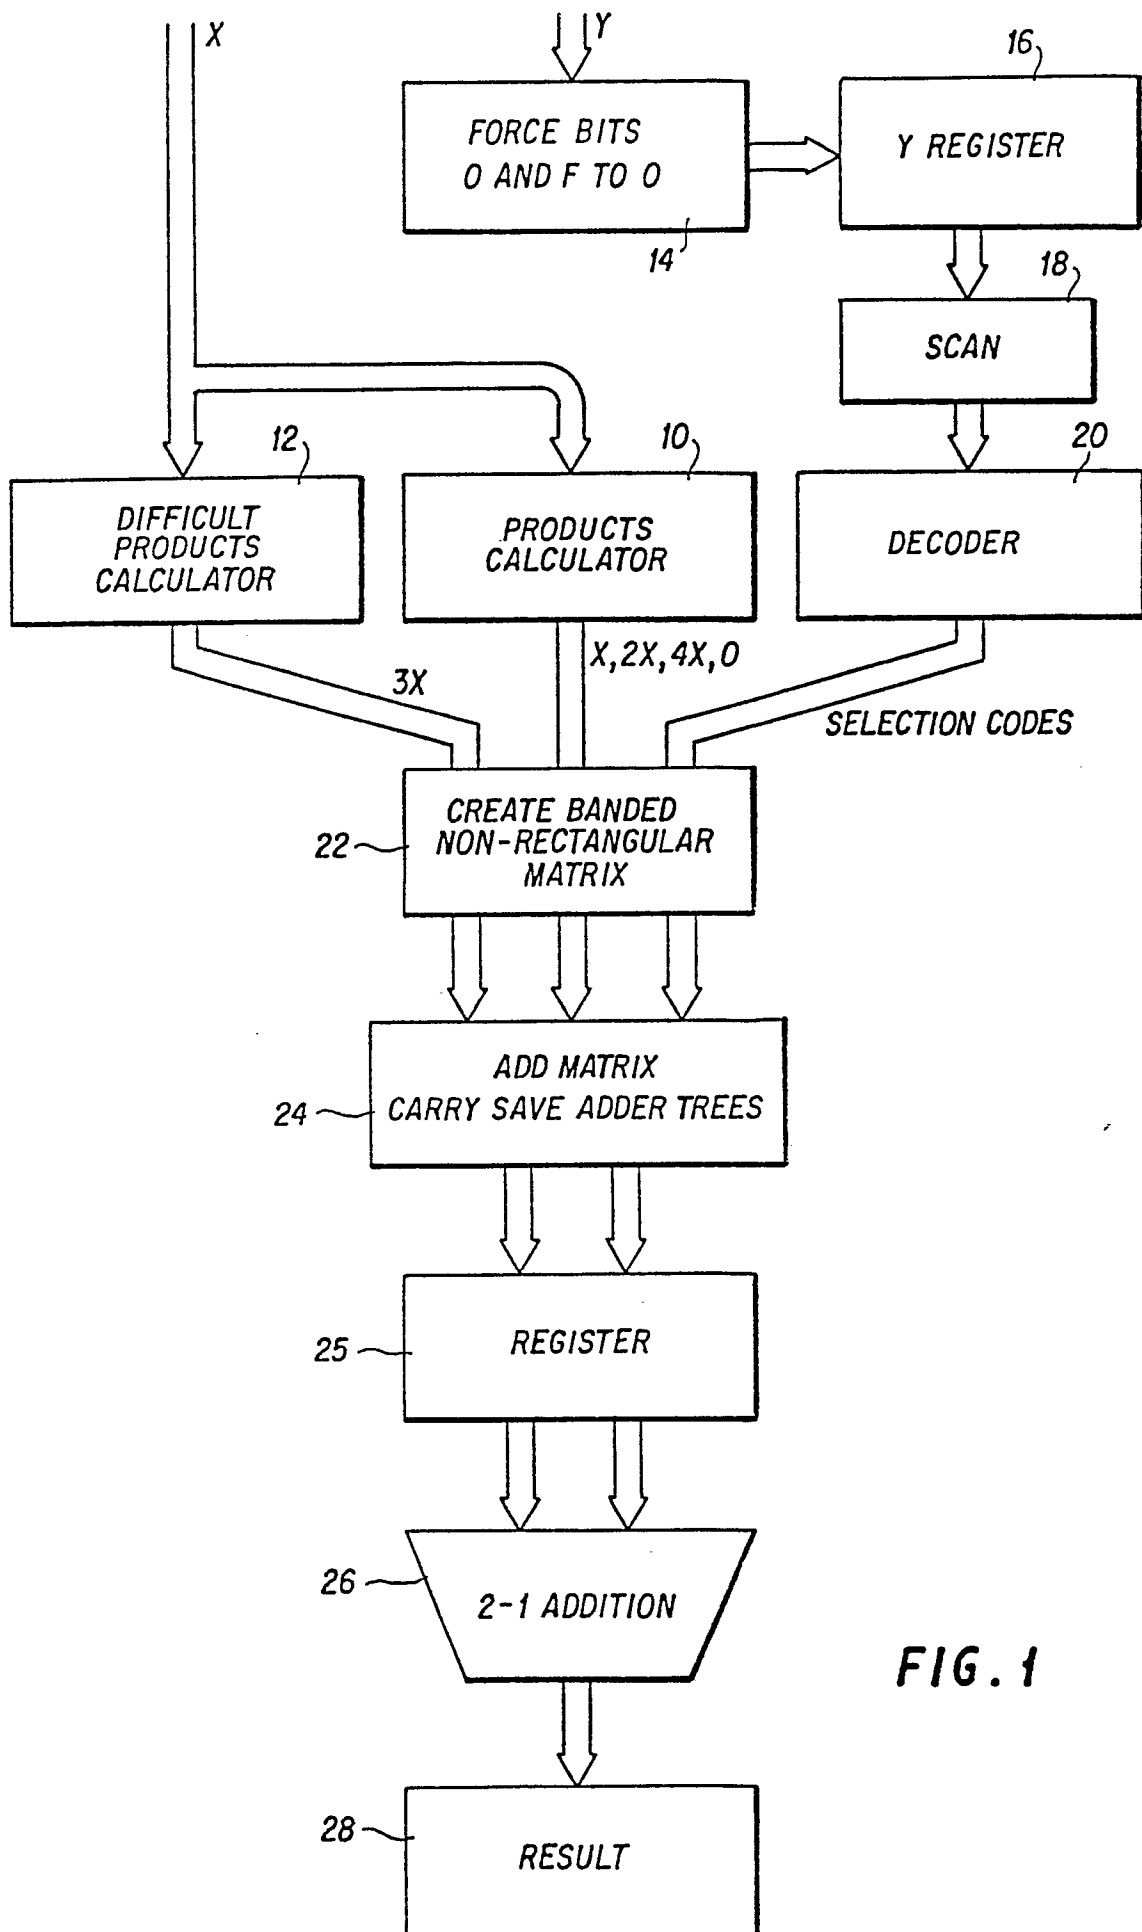 X
Y
16
FORCE BITS
0 AND F TO 0
Y REGISTER
14
18
SCAN
12
10
20
DIFFICULT
PRODUCTS
CALCULATOR
PRODUCTS
CALCULATOR
DECODER
3X
X, 2X, 4X, 0
SELECTION CODES
22
CREATE BANDED
NON-RECTANGULAR
MATRIX
24
ADD MATRIX
CARRY SAVE ADDER TREES
25
REGISTER
26
2-1 ADDITION
FIG. 1
28
RESULT